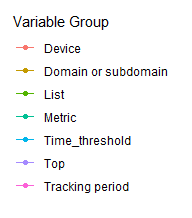 Variable Group
Device
Domain or subdomain
List
Metric
Time_threshold
Top
Tracking period